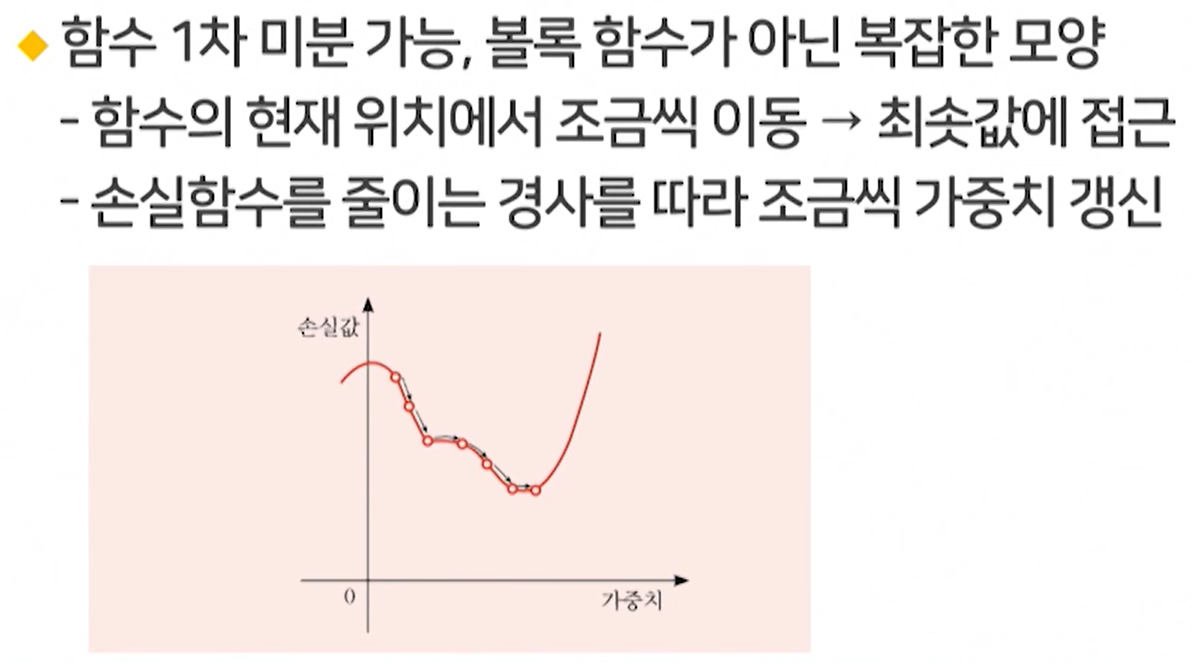 ◆ 함수 1차 미분 가능, 볼록 함수가 아닌 복잡한 모양
- 함수의 현재 위치에서 조금씩 이동 → 최솟값에 접근
- 손실함수를 줄이는 경사를 따라 조금씩 가중치 갱신
손실값
0
가중치